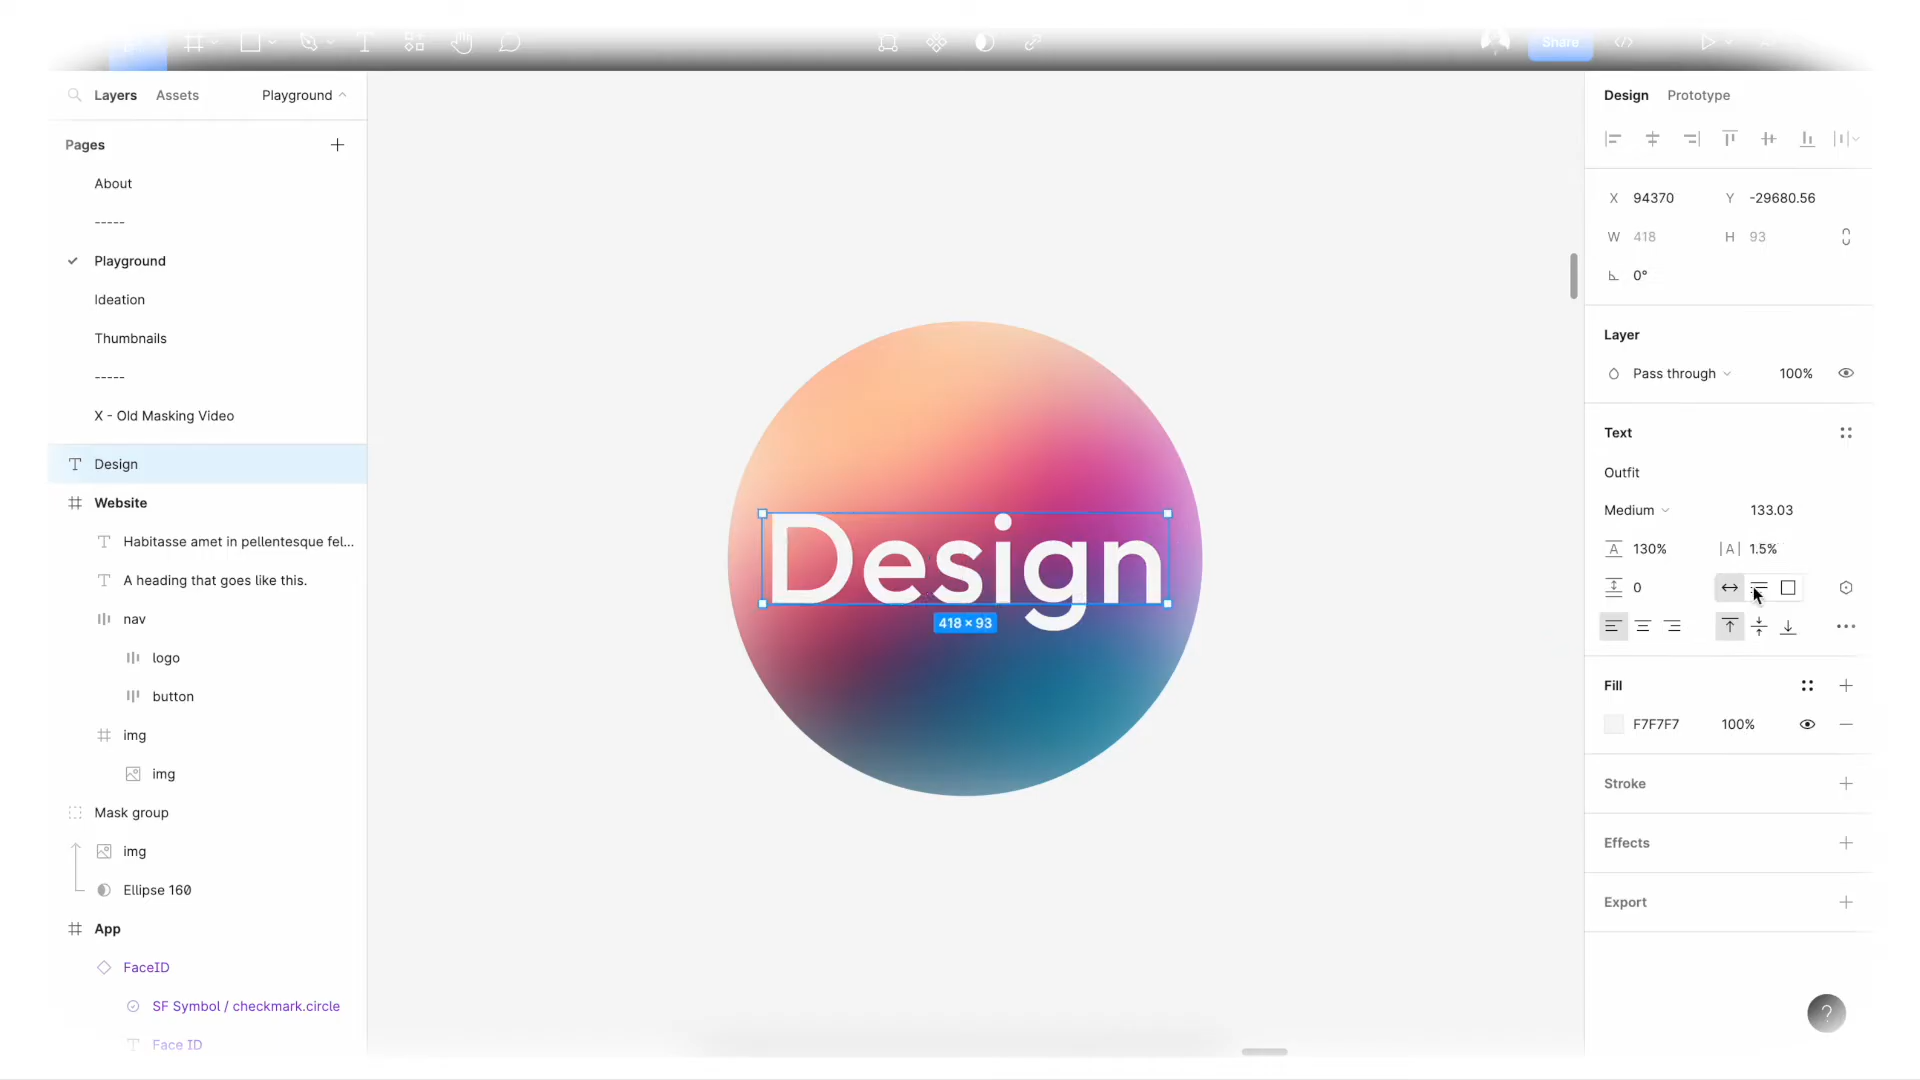 Share
Layers Assets Playground
Pages
About
-----
Playground
Ideation
Thumbnails
-----
X - Old Masking Video
Design
Website
Habitasse amet in pellentesque fel...
A heading that goes like this.
nav
logo
button
img
img
Mask group
img
Ellipse 160
App
FaceID
SF Symbol / checkmark.circle
Face ID
Design
418 × 93
Design Prototype
X 94370 Y -29680.56
W 418 H 93
0°
Layer
Pass through 100%
Text
Outfit
Medium 133.03
130% |A| 1.5%
0
Fill
F7F7F7 100%
Stroke
Effects
Export
?